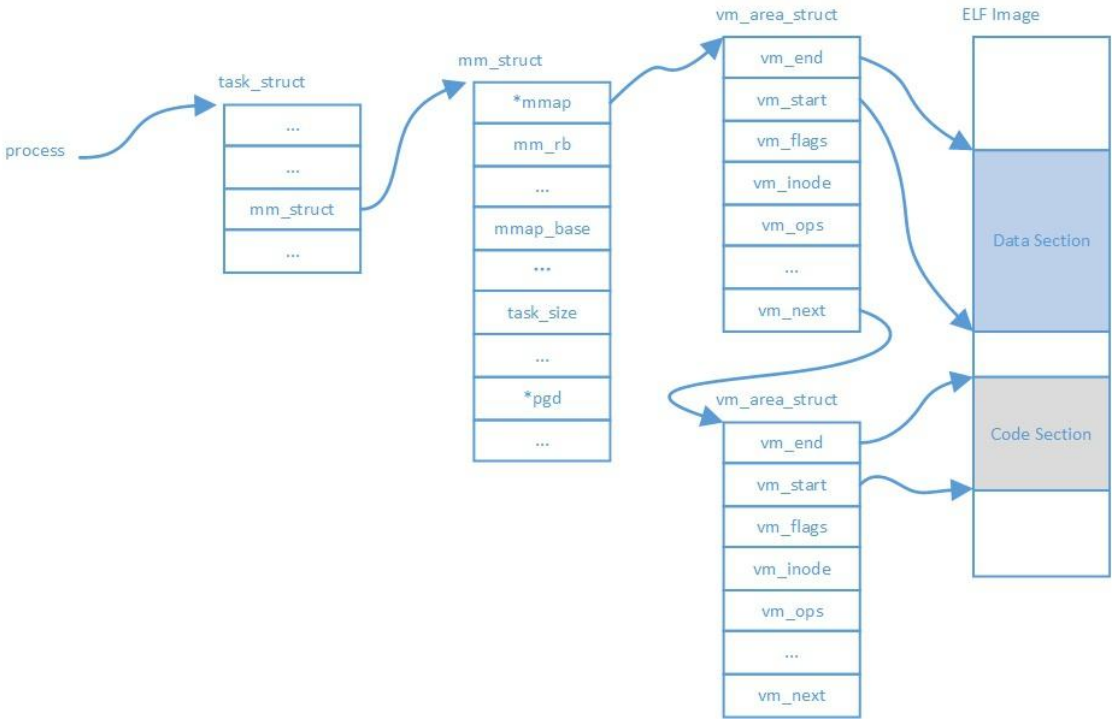 process
task_struct
...
...
mm_struct
...
mm_struct
*mmap
mm_rb
...
mmap_base
...
task_size
...
*pgd
...
vm_area_struct
vm_end
vm_start
vm_flags
vm_inode
vm_ops
...
vm_next
vm_area_struct
vm_end
vm_start
vm_flags
vm_inode
vm_ops
...
vm_next
ELF Image
Data Section
Code Section